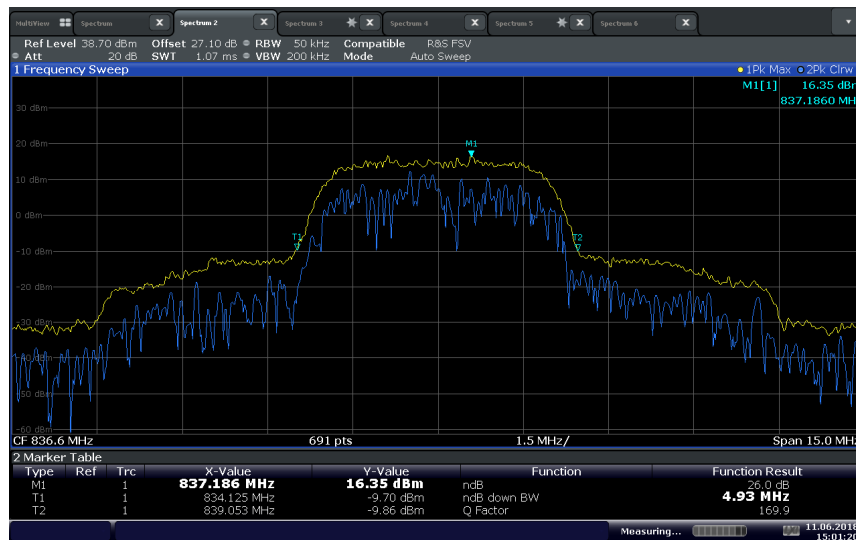 MultiView Spectrum X Spectrum 2 X Spectrum 3 X Spectrum 4 X Spectrum 5 X Spectrum 6 X
Ref Level 38.70 dBm Offset 27.10 dB RBW 50 kHz Compatible R&S FSV
Att 20 dB SWT 1.07 ms VBW 200 kHz Mode Auto Sweep
1 Frequency Sweep 1Pk Max 2Pk Clrw
M1[1] 16.35 dBm
837.1860 MH
30 dBm
20 dBm
M1
10 dBm
0 dBm
T1 T2
-10 dBm
-20 dBm
-30 dBm
-40 dBm
-50 dBm
-60 dBm
CF 836.6 MHz 691 pts 1.5 MHz/ Span 15.0 MHz
2 Marker Table
Type Ref Trc X-Value Y-Value Function Function Result
M1 1 837.186 MHz 16.35 dBm ndB 26.0 dB
T1 1 834.125 MHz -9.70 dBm ndB down BW 4.93 MHz
T2 1 839.053 MHz -9.86 dBm Q Factor 169.9
Measuring... 11.06.2018
15:01:20